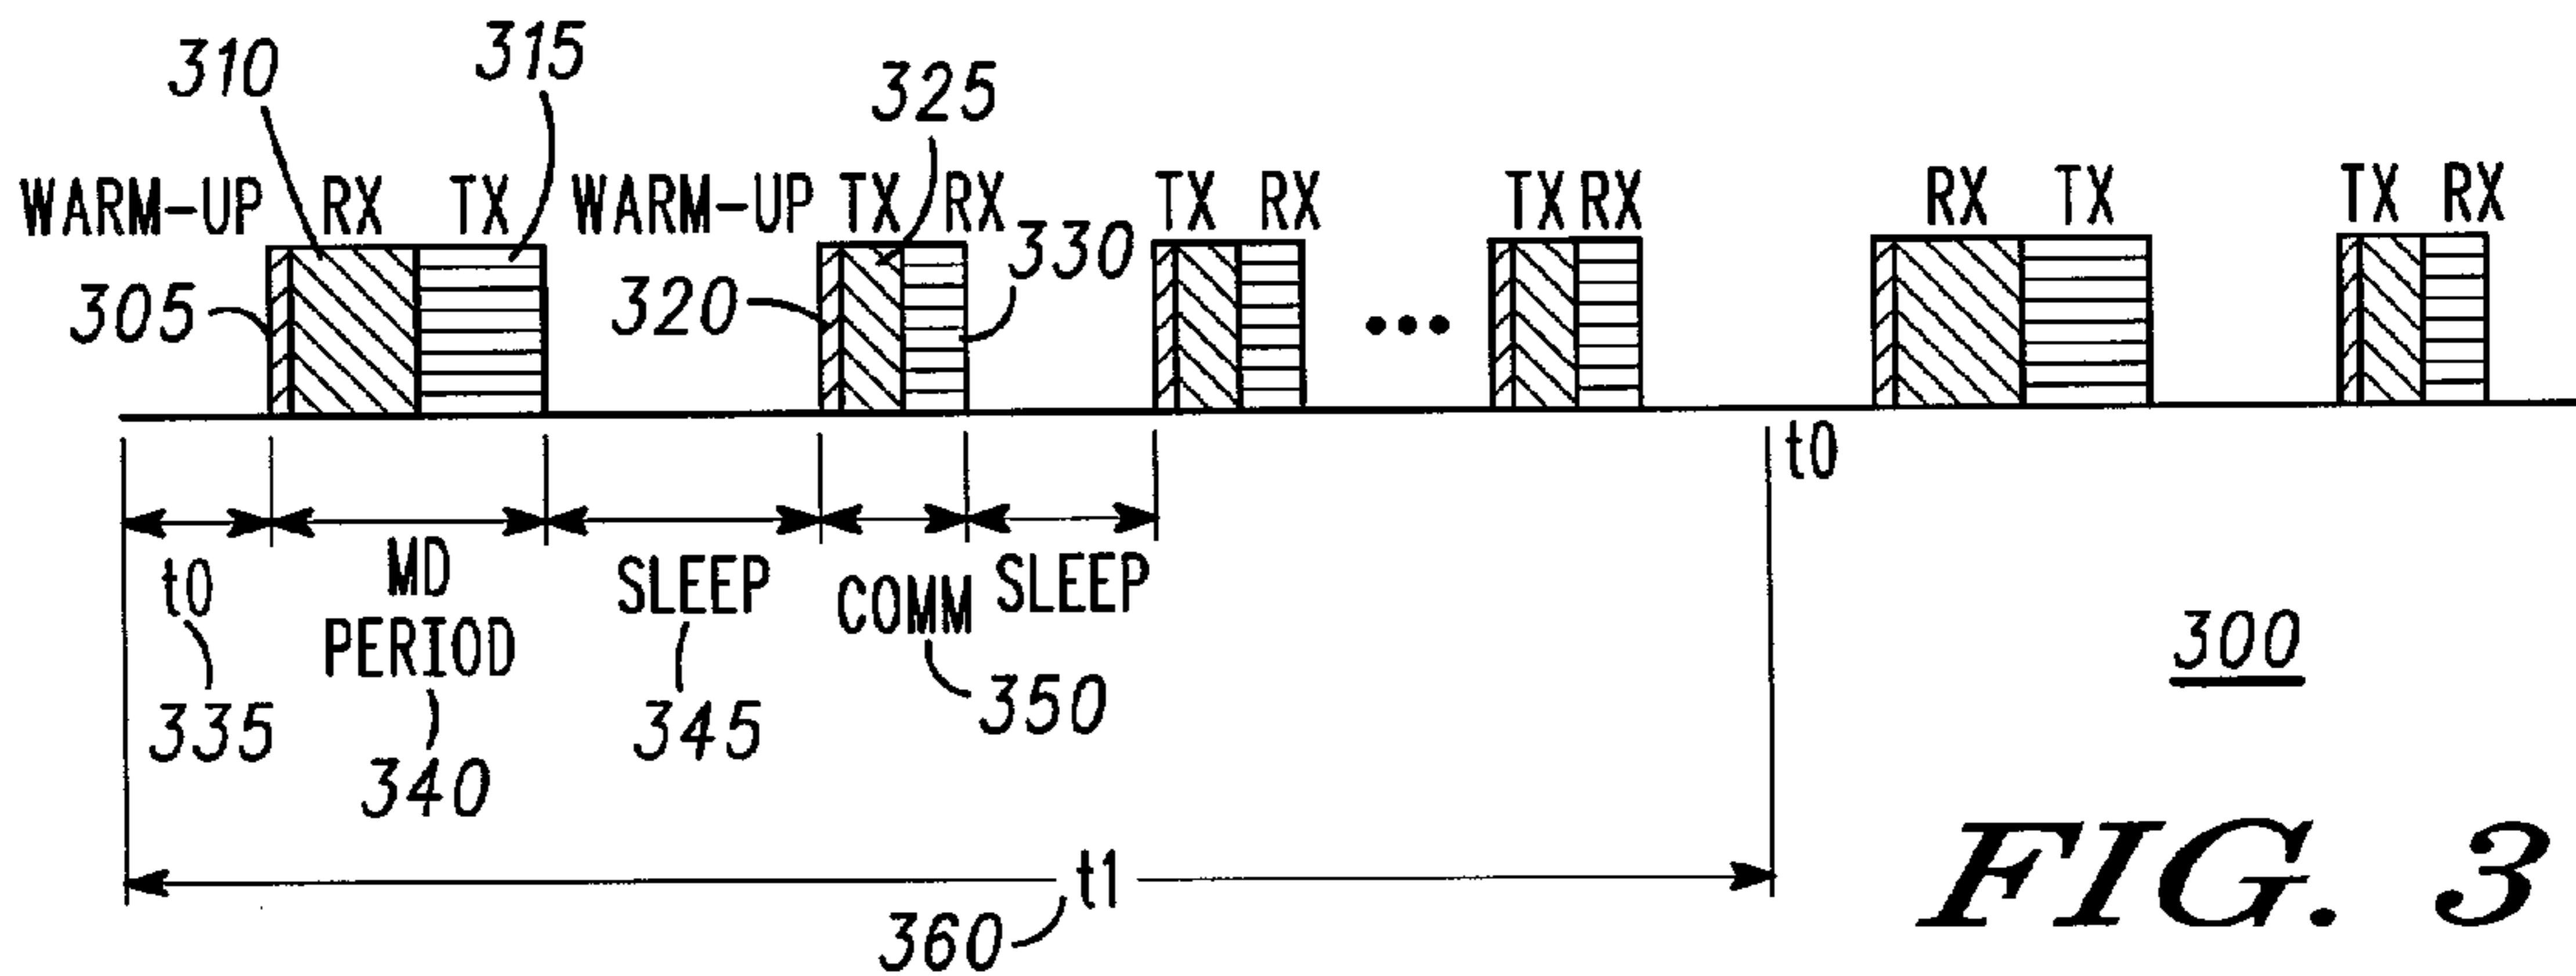 310 315 325
WARM-UP RX TX WARM-UP TX RX TX RX TX RX RX TX TX RX
305 320 330
t0
t0 MD PERIOD SLEEP COMM SLEEP
335 340 345 350
300
t1
360
FIG. 3